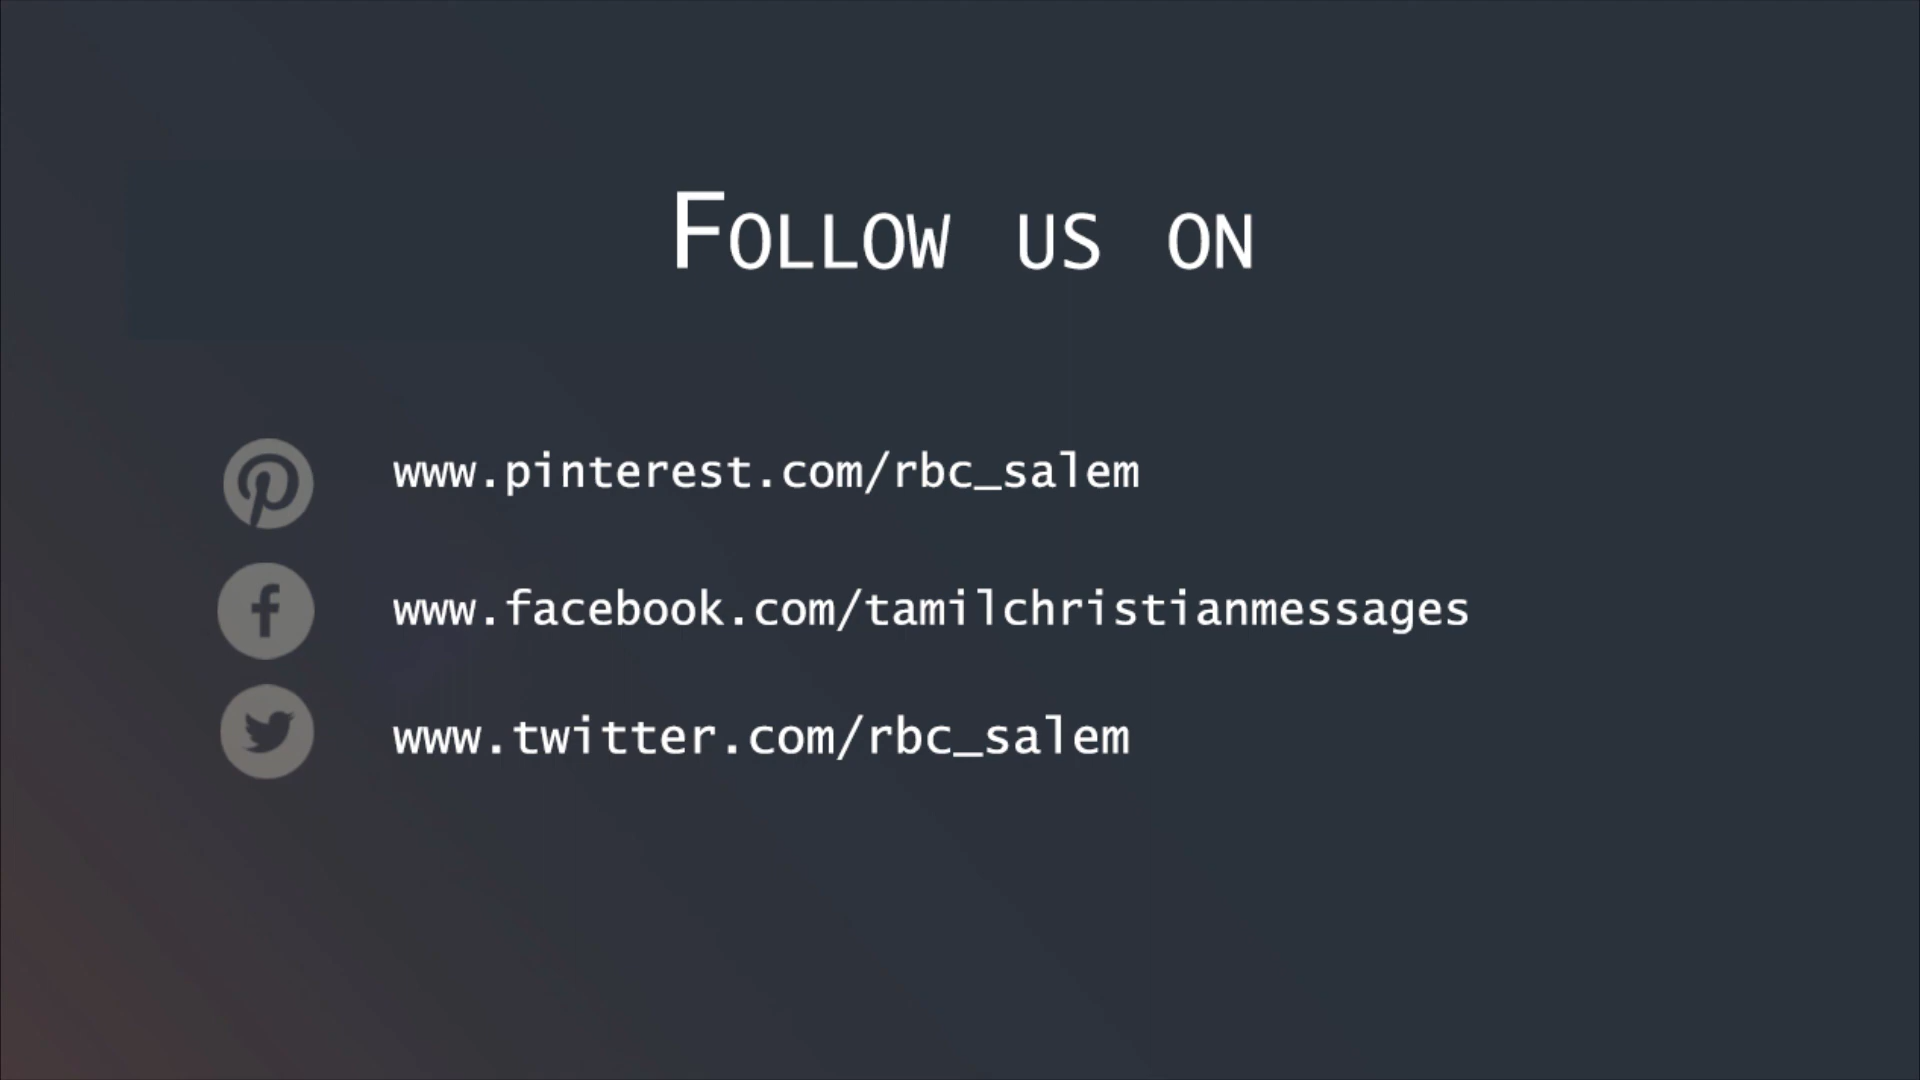 Follow us on
www.pinterest.com/rbc_salem
www.facebook.com/tamilchristianmessages
www.twitter.com/rbc_salem